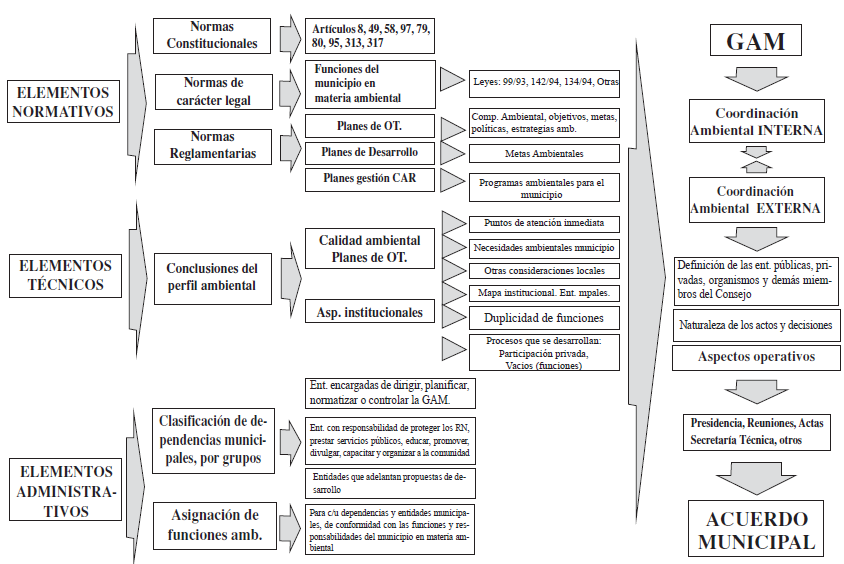 ELEMENTOS
NORMATIVOS
Normas
Constitucionales
Artículos 8, 49, 58, 97, 79,
80, 95, 313, 317
Normas de
carácter legal
Funciones del
municipio en
materia ambiental
Leyes: 99/93, 142/94, 134/94, Otras
Normas
Reglamentarias
Planes de OT.
Comp. Ambiental, objetivos, metas,
políticas, estrategias amb.
Planes de Desarrollo
Metas Ambientales
Planes gestión CAR
Programas ambientales para el
municipio
ELEMENTOS
TÉCNICOS
Conclusiones del
perfil ambiental
Calidad ambiental
Planes de OT.
Puntos de atención inmediata
Necesidades ambientales municipio
Otras consideraciones locales
Asp. institucionales
Mapa institucional. Ent. mpales.
Duplicidad de funciones
Procesos que se desarrollan:
Participación privada,
Vacios (funciones)
ELEMENTOS
ADMINISTRA-
TIVOS
Clasificación de de-
pendencias munici-
pales, por grupos
Ent. encargadas de dirigir, planificar,
normatizar o controlar la GAM.
Ent. con responsabilidad de proteger los RN,
prestar servicios públicos, educar, promover,
divulgar, capacitar y organizar a la comunidad
Entidades que adelantan propuestas de de-
sarrollo
Asignación de
funciones amb.
Para c/u dependencias y entidades municipa-
les, de conformidad con las funciones y res-
ponsabilidades del municipio en materia am-
biental
GAM
Coordinación
Ambiental INTERNA
Coordinación
Ambiental EXTERNA
Definición de las ent. públicas, pri-
vadas, organismos y demás miem-
bros del Consejo
Naturaleza de los actos y decisiones
Aspectos operativos
Presidencia, Reuniones, Actas
Secretaría Técnica, otros
ACUERDO
MUNICIPAL